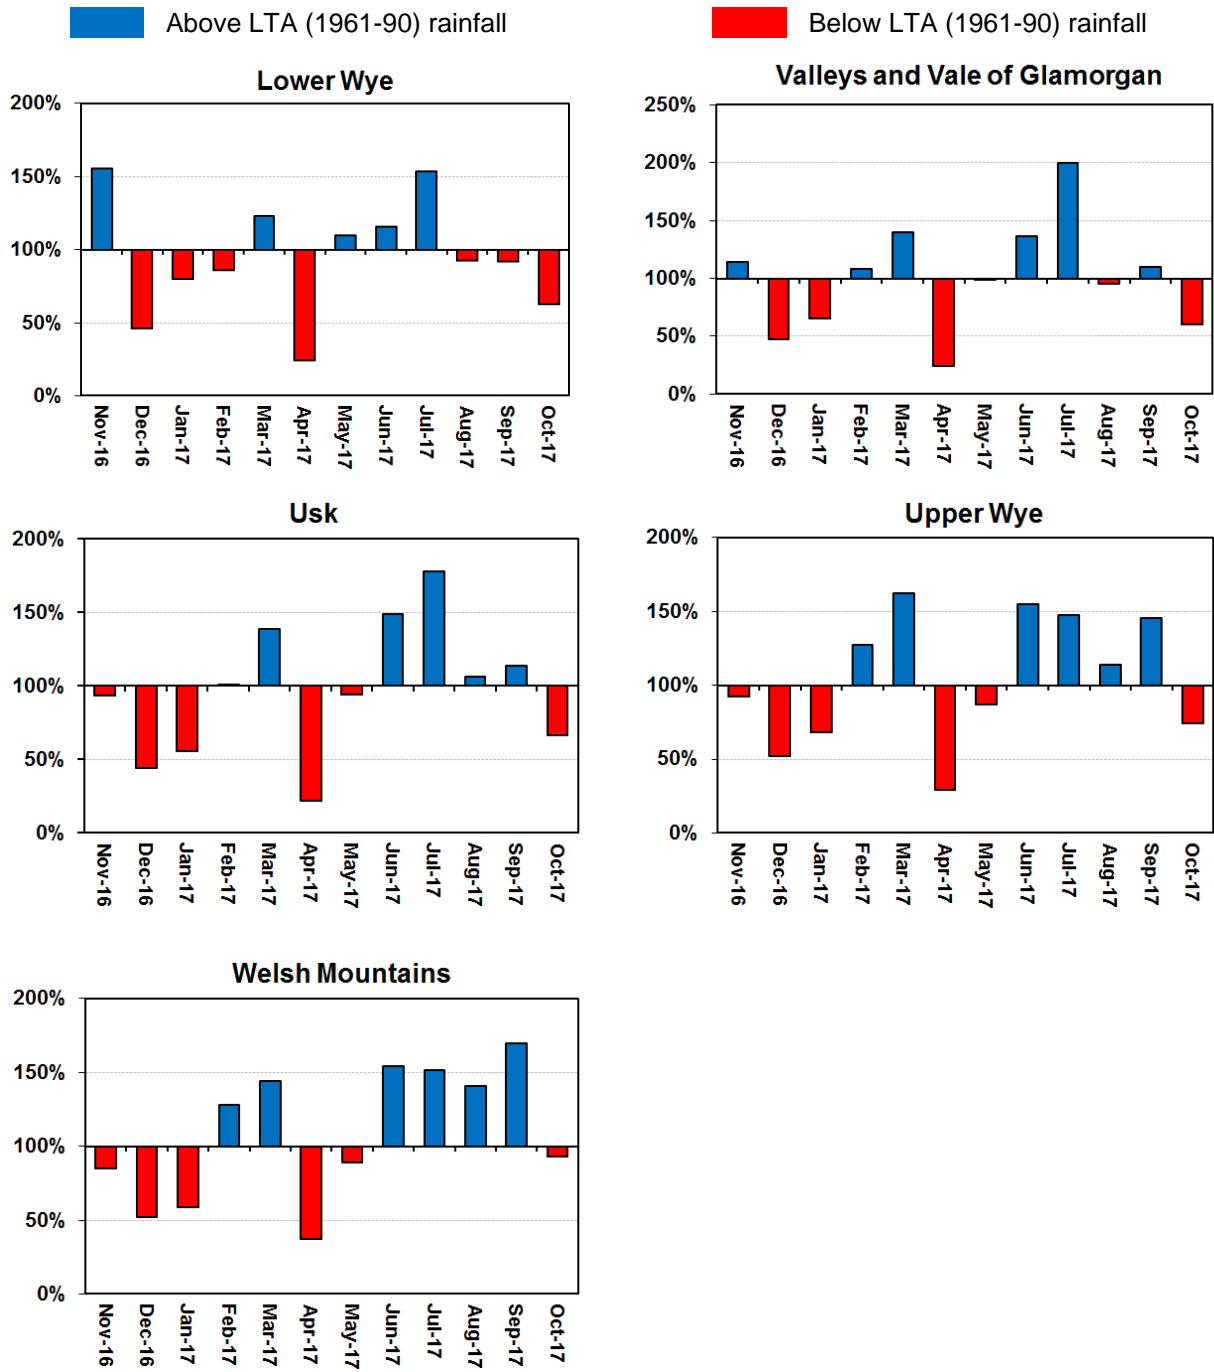 Above LTA (1961-90) rainfall
Below LTA (1961-90) rainfall
Lower Wye
200%
150%
100%
50%
0%
Nov-16
Dec-16
Jan-17
Feb-17
Mar-17
Apr-17
May-17
Jun-17
Jul-17
Aug-17
Sep-17
Oct-17
Valleys and Vale of Glamorgan
250%
200%
150%
100%
50%
0%
Nov-16
Dec-16
Jan-17
Feb-17
Mar-17
Apr-17
May-17
Jun-17
Jul-17
Aug-17
Sep-17
Oct-17
Usk
200%
150%
100%
50%
0%
Nov-16
Dec-16
Jan-17
Feb-17
Mar-17
Apr-17
May-17
Jun-17
Jul-17
Aug-17
Sep-17
Oct-17
Upper Wye
200%
150%
100%
50%
0%
Nov-16
Dec-16
Jan-17
Feb-17
Mar-17
Apr-17
May-17
Jun-17
Jul-17
Aug-17
Sep-17
Oct-17
Welsh Mountains
200%
150%
100%
50%
0%
Nov-16
Dec-16
Jan-17
Feb-17
Mar-17
Apr-17
May-17
Jun-17
Jul-17
Aug-17
Sep-17
Oct-17